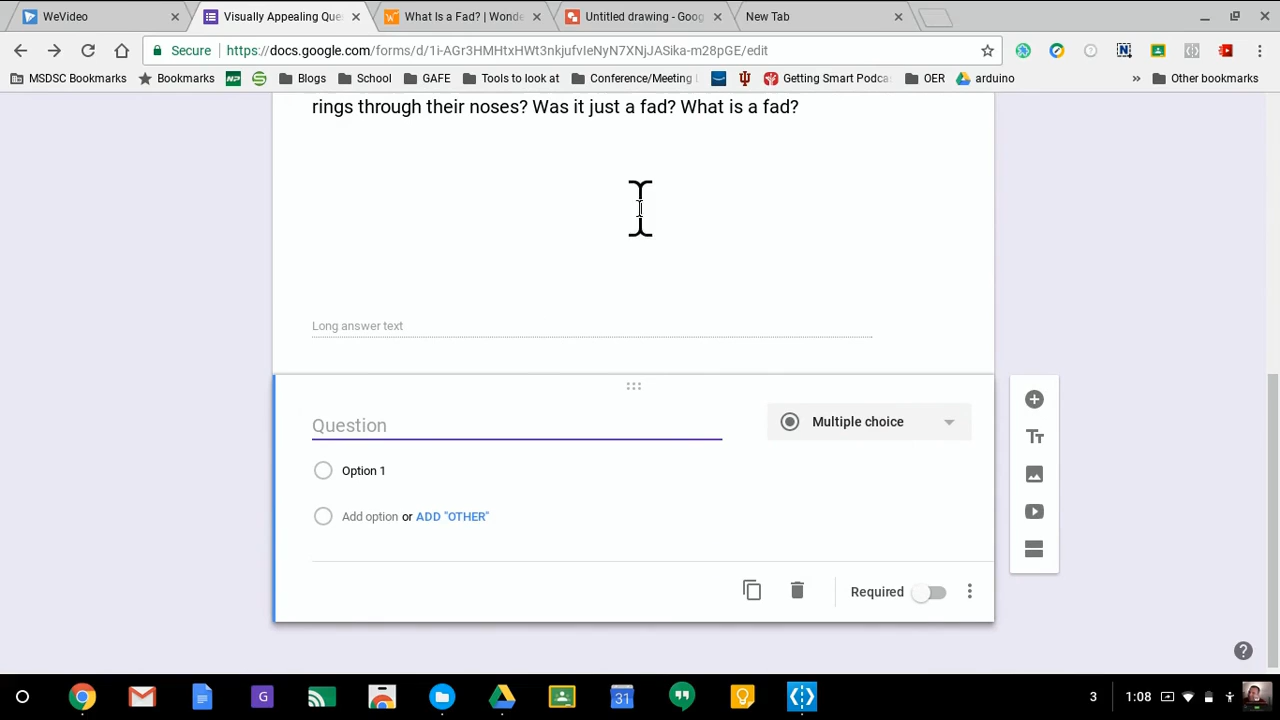 WeVideo
Visually Appealing Que
What Is a Fad? | Wonde
Untitled drawing - Goog
New Tab
Secure
https://docs.google.com/forms/d/1i-AGr3HMHtxHWt3nkjufvIeNyN7XNjJASika-m28pGE/edit
MSDSC Bookmarks
Bookmarks
NP
Blogs
School
GAFE
Tools to look at
Conference/Meeting
Getting Smart Podca
OER
arduino
»
Other bookmarks
rings through their noses? Was it just a fad? What is a fad?
Long answer text
Question
Multiple choice
Option 1
Add option or ADD "OTHER"
Tт
Required
G
31
3
1:08